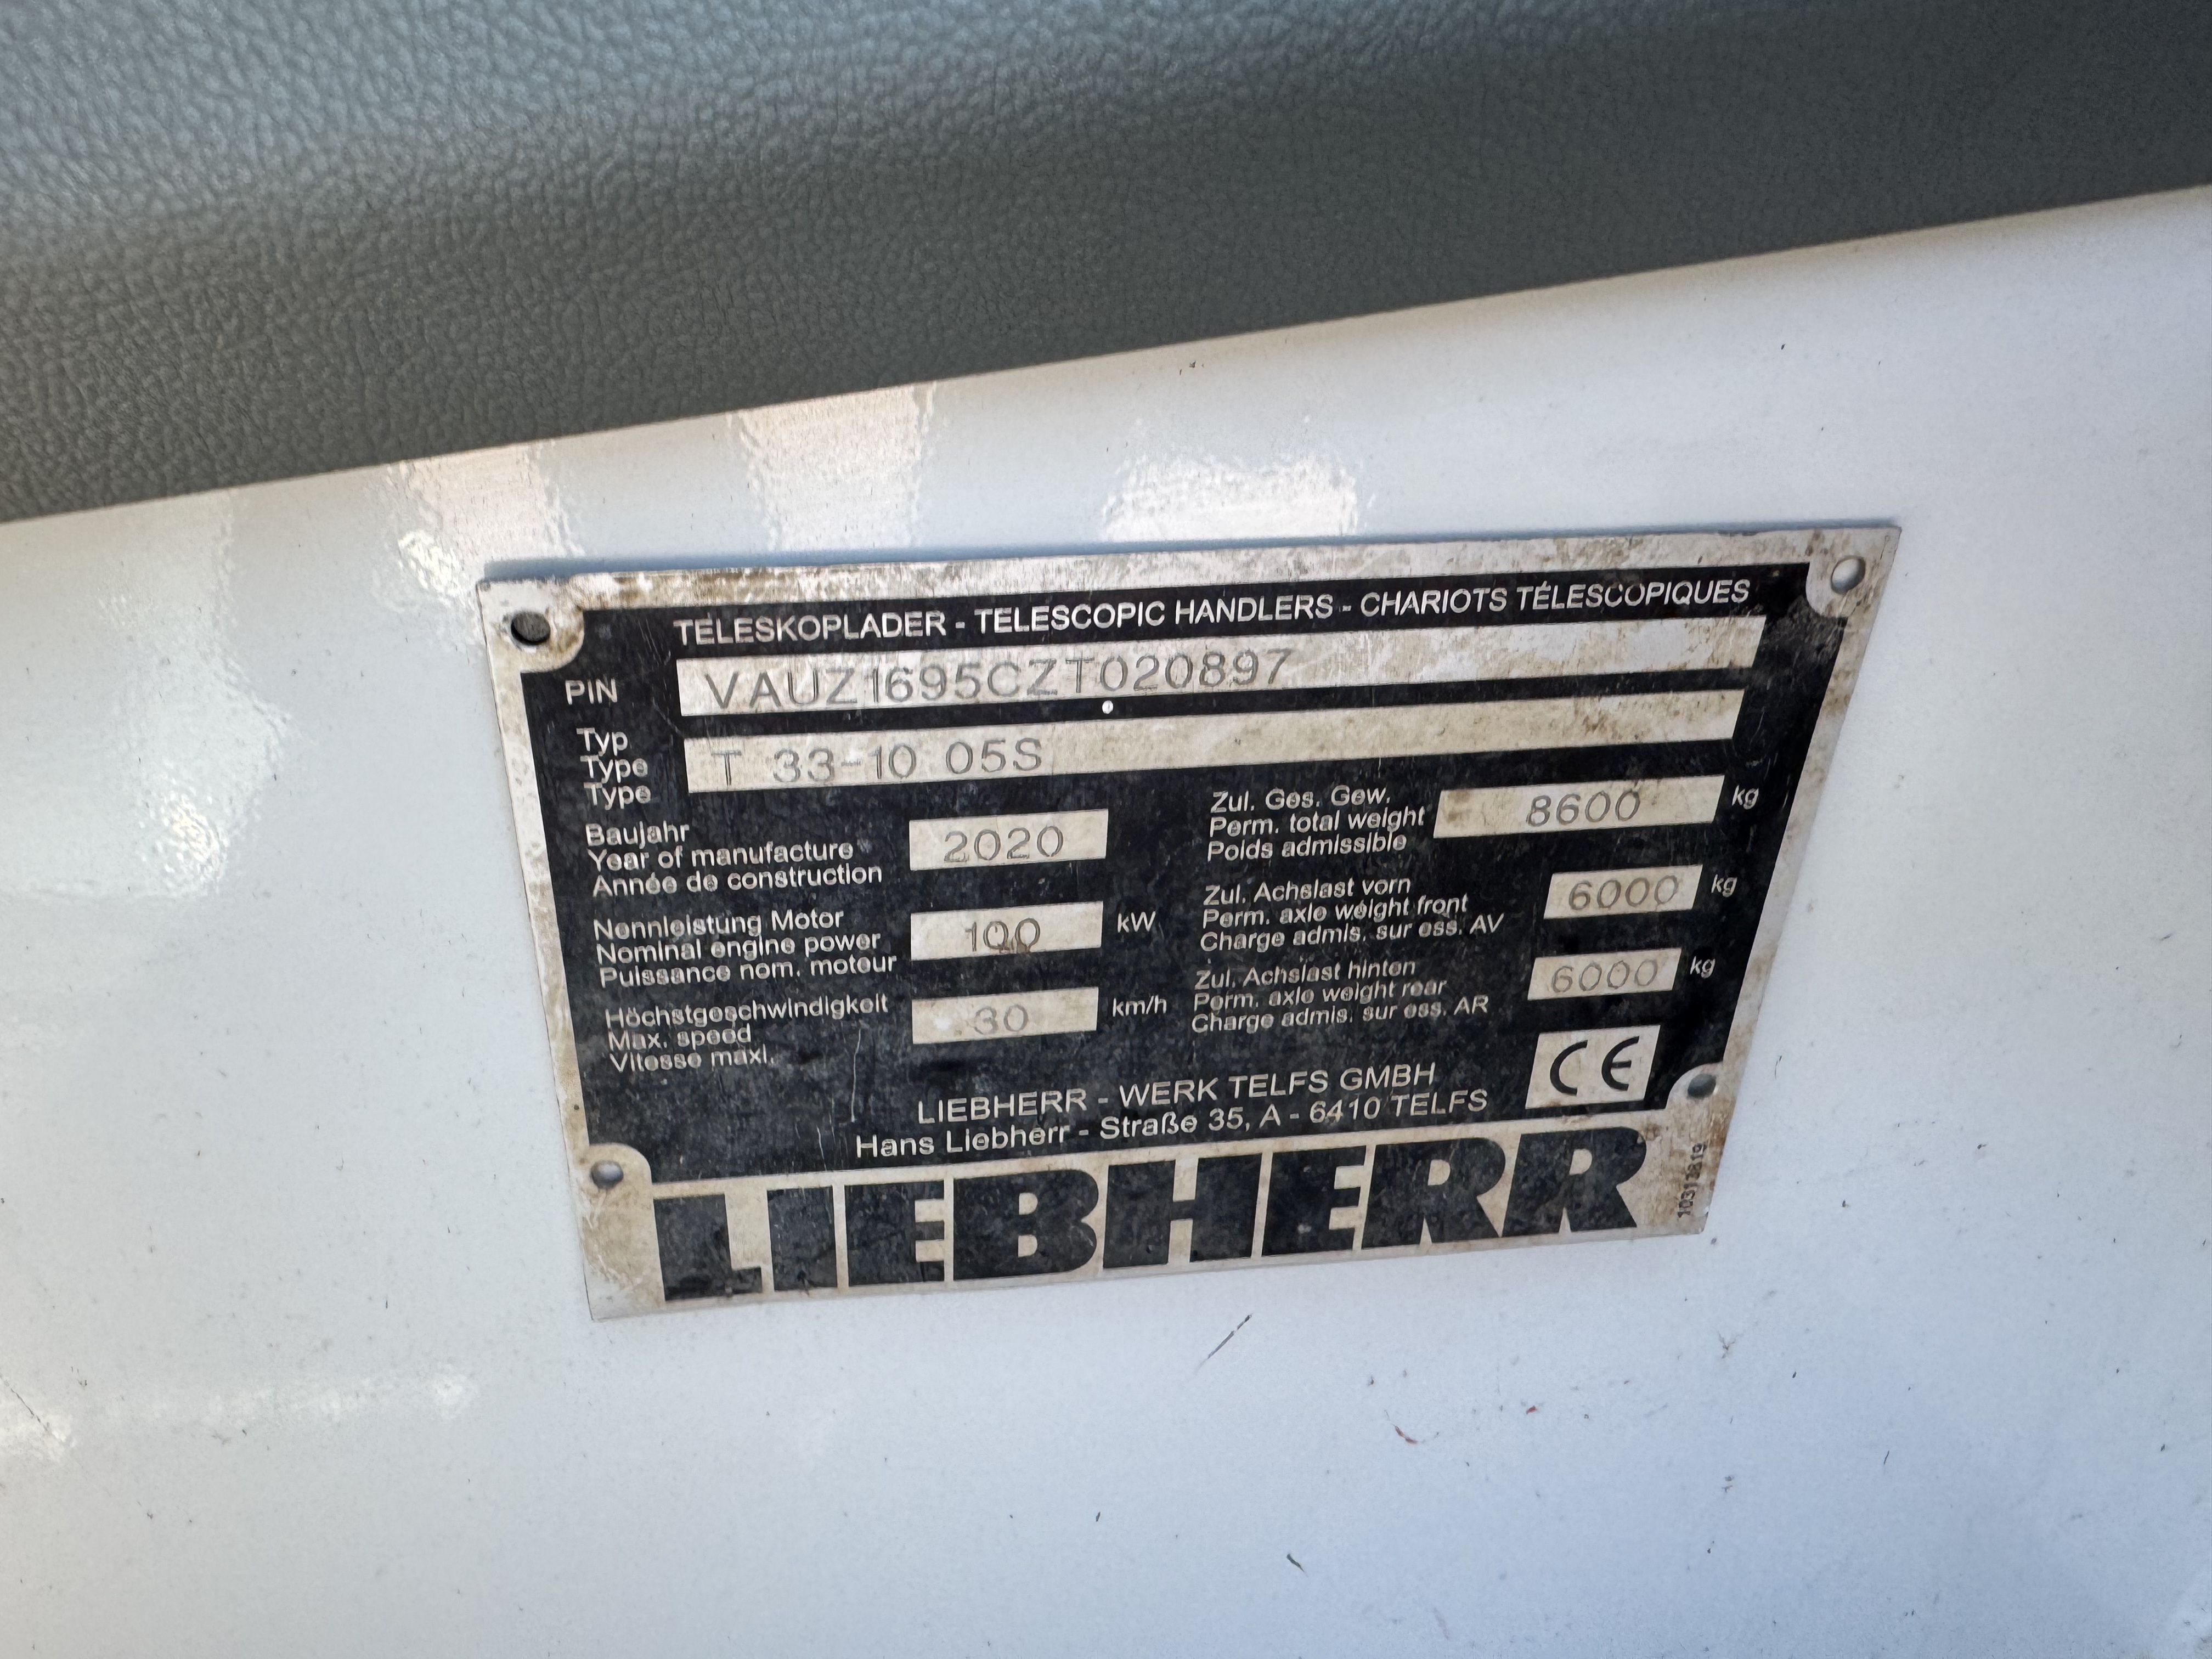 TELESKOPLADER - TELESCOPIC HANDLERS - CHARIOTS TÉLESCOPIQUES
PIN VAUZ1695CZT020897
Typ
Type T 33-10 05S
Type
Baujahr
Year of manufacture 2020
Année de construction
Nennleistung Motor
Nominal engine power 100 kW
Puissance nom. moteur
Höchstgeschwindigkeit
Max. speed 30 km/h
Vitesse maxi.
Zul. Ges. Gew.
Perm. total weight 8600 kg
Poids admissible
Zul. Achslast vorn
Perm. axle weight front 6000 kg
Charge admis. sur ess. AV
Zul. Achslast hinten
Perm. axle weight rear 6000 kg
Charge admis. sur ess. AR
CE
LIEBHERR - WERK TELFS GMBH
Hans Liebherr - Straße 35, A - 6410 TELFS
LIEBHERR